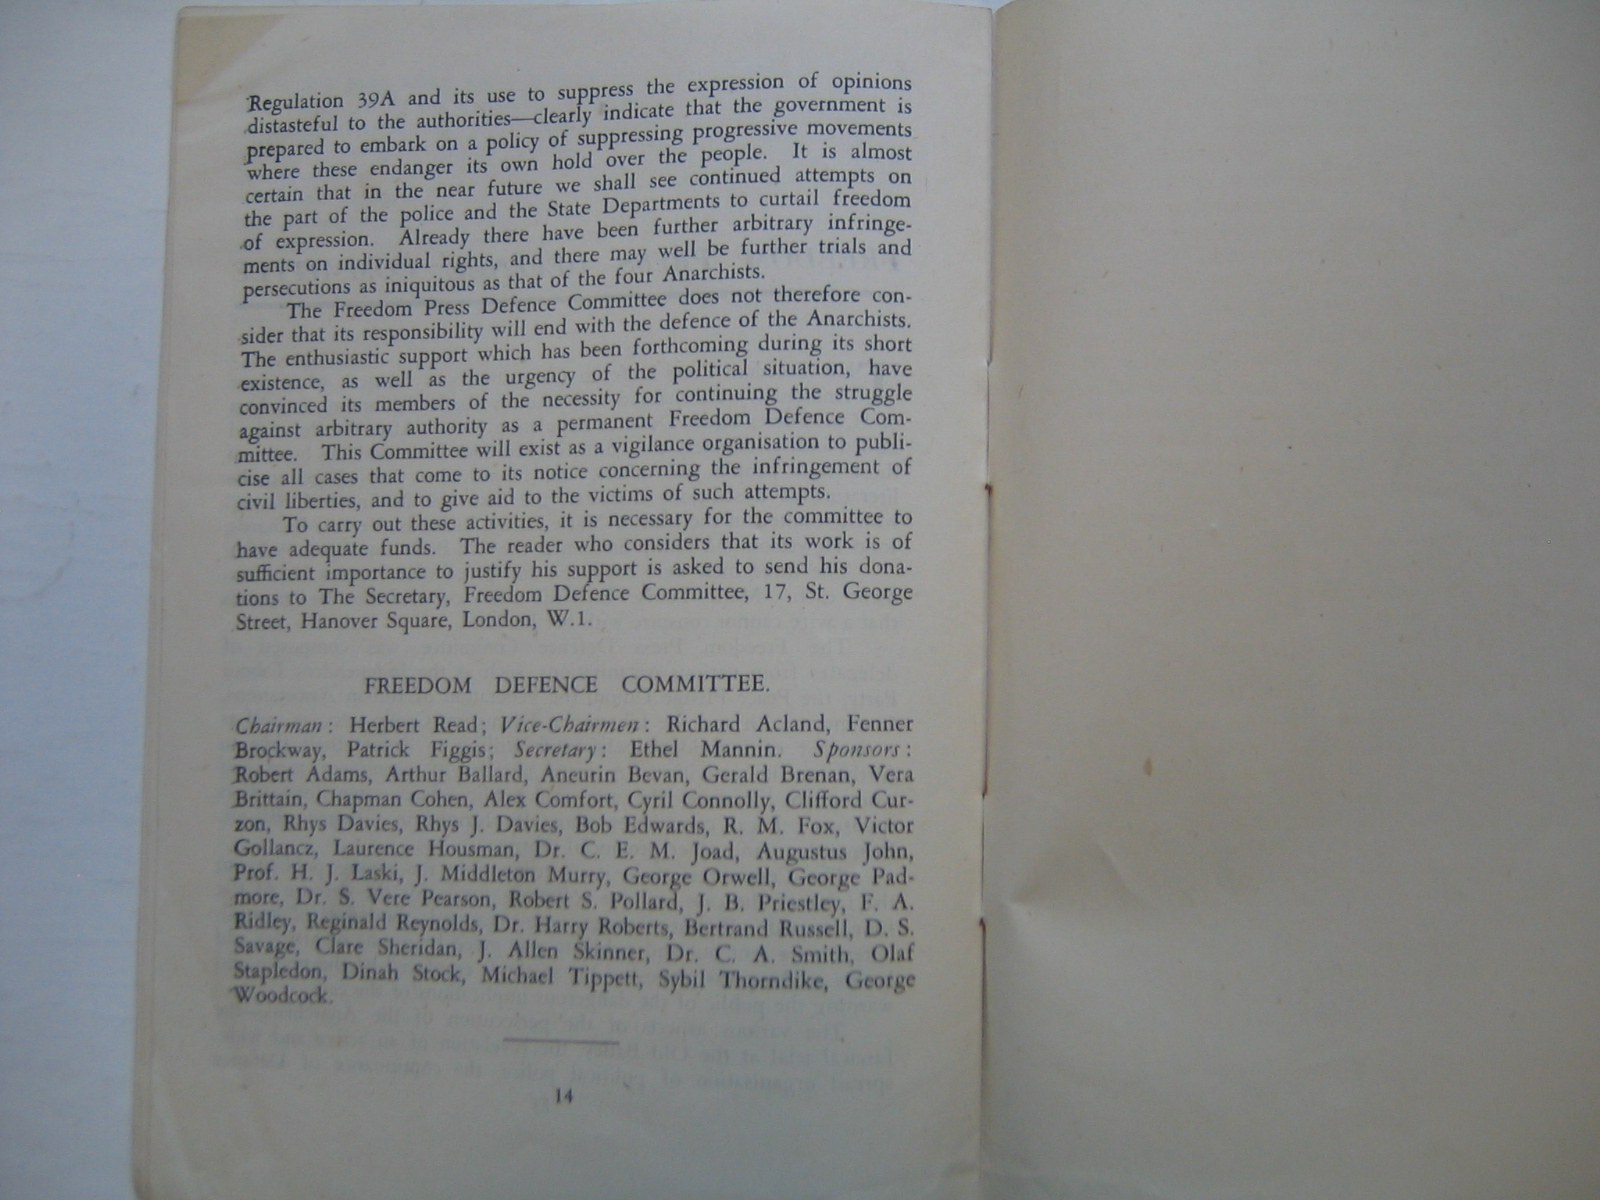 Regulation 39A and its use to suppress the expression of opinions
distasteful to the authorities—clearly indicate that the government is
prepared to embark on a policy of suppressing progressive movements
where these endanger its own hold over the people. It is almost
certain that in the near future we shall see continued attempts on
the part of the police and the State Departments to curtail freedom
of expression. Already there have been further arbitrary infringe-
ments on individual rights, and there may well be further trials and
persecutions as iniquitous as that of the four Anarchists.
The Freedom Press Defence Committee does not therefore con-
sider that its responsibility will end with the defence of the Anarchists.
The enthusiastic support which has been forthcoming during its short
existence, as well as the urgency of the political situation, have
convinced its members of the necessity for continuing the struggle
against arbitrary authority as a permanent Freedom Defence Com-
mittee. This Committee will exist as a vigilance organisation to publi-
cise all cases that come to its notice concerning the infringement of
civil liberties, and to give aid to the victims of such attempts.
To carry out these activities, it is necessary for the committee to
have adequate funds. The reader who considers that its work is of
sufficient importance to justify his support is asked to send his dona-
tions to The Secretary, Freedom Defence Committee, 17, St. George
Street, Hanover Square, London, W.1.
FREEDOM DEFENCE COMMITTEE.
Chairman: Herbert Read; Vice-Chairmen: Richard Acland, Fenner
Brockway, Patrick Figgis; Secretary: Ethel Mannin. Sponsors:
Robert Adams, Arthur Ballard, Aneurin Bevan, Gerald Brenan, Vera
Brittain, Chapman Cohen, Alex Comfort, Cyril Connolly, Clifford Cur-
zon, Rhys Davies, Rhys J. Davies, Bob Edwards, R. M. Fox, Victor
Gollancz, Laurence Housman, Dr. C. E. M. Joad, Augustus John,
Prof. H. J. Laski, J. Middleton Murry, George Orwell, George Pad-
more, Dr. S. Vere Pearson, Robert S. Pollard, J. B. Priestley, F. A.
Ridley, Reginald Reynolds, Dr. Harry Roberts, Bertrand Russell, D. S.
Savage, Clare Sheridan, J. Allen Skinner, Dr. C. A. Smith, Olaf
Stapledon, Dinah Stock, Michael Tippett, Sybil Thorndike, George
Woodcock.
14